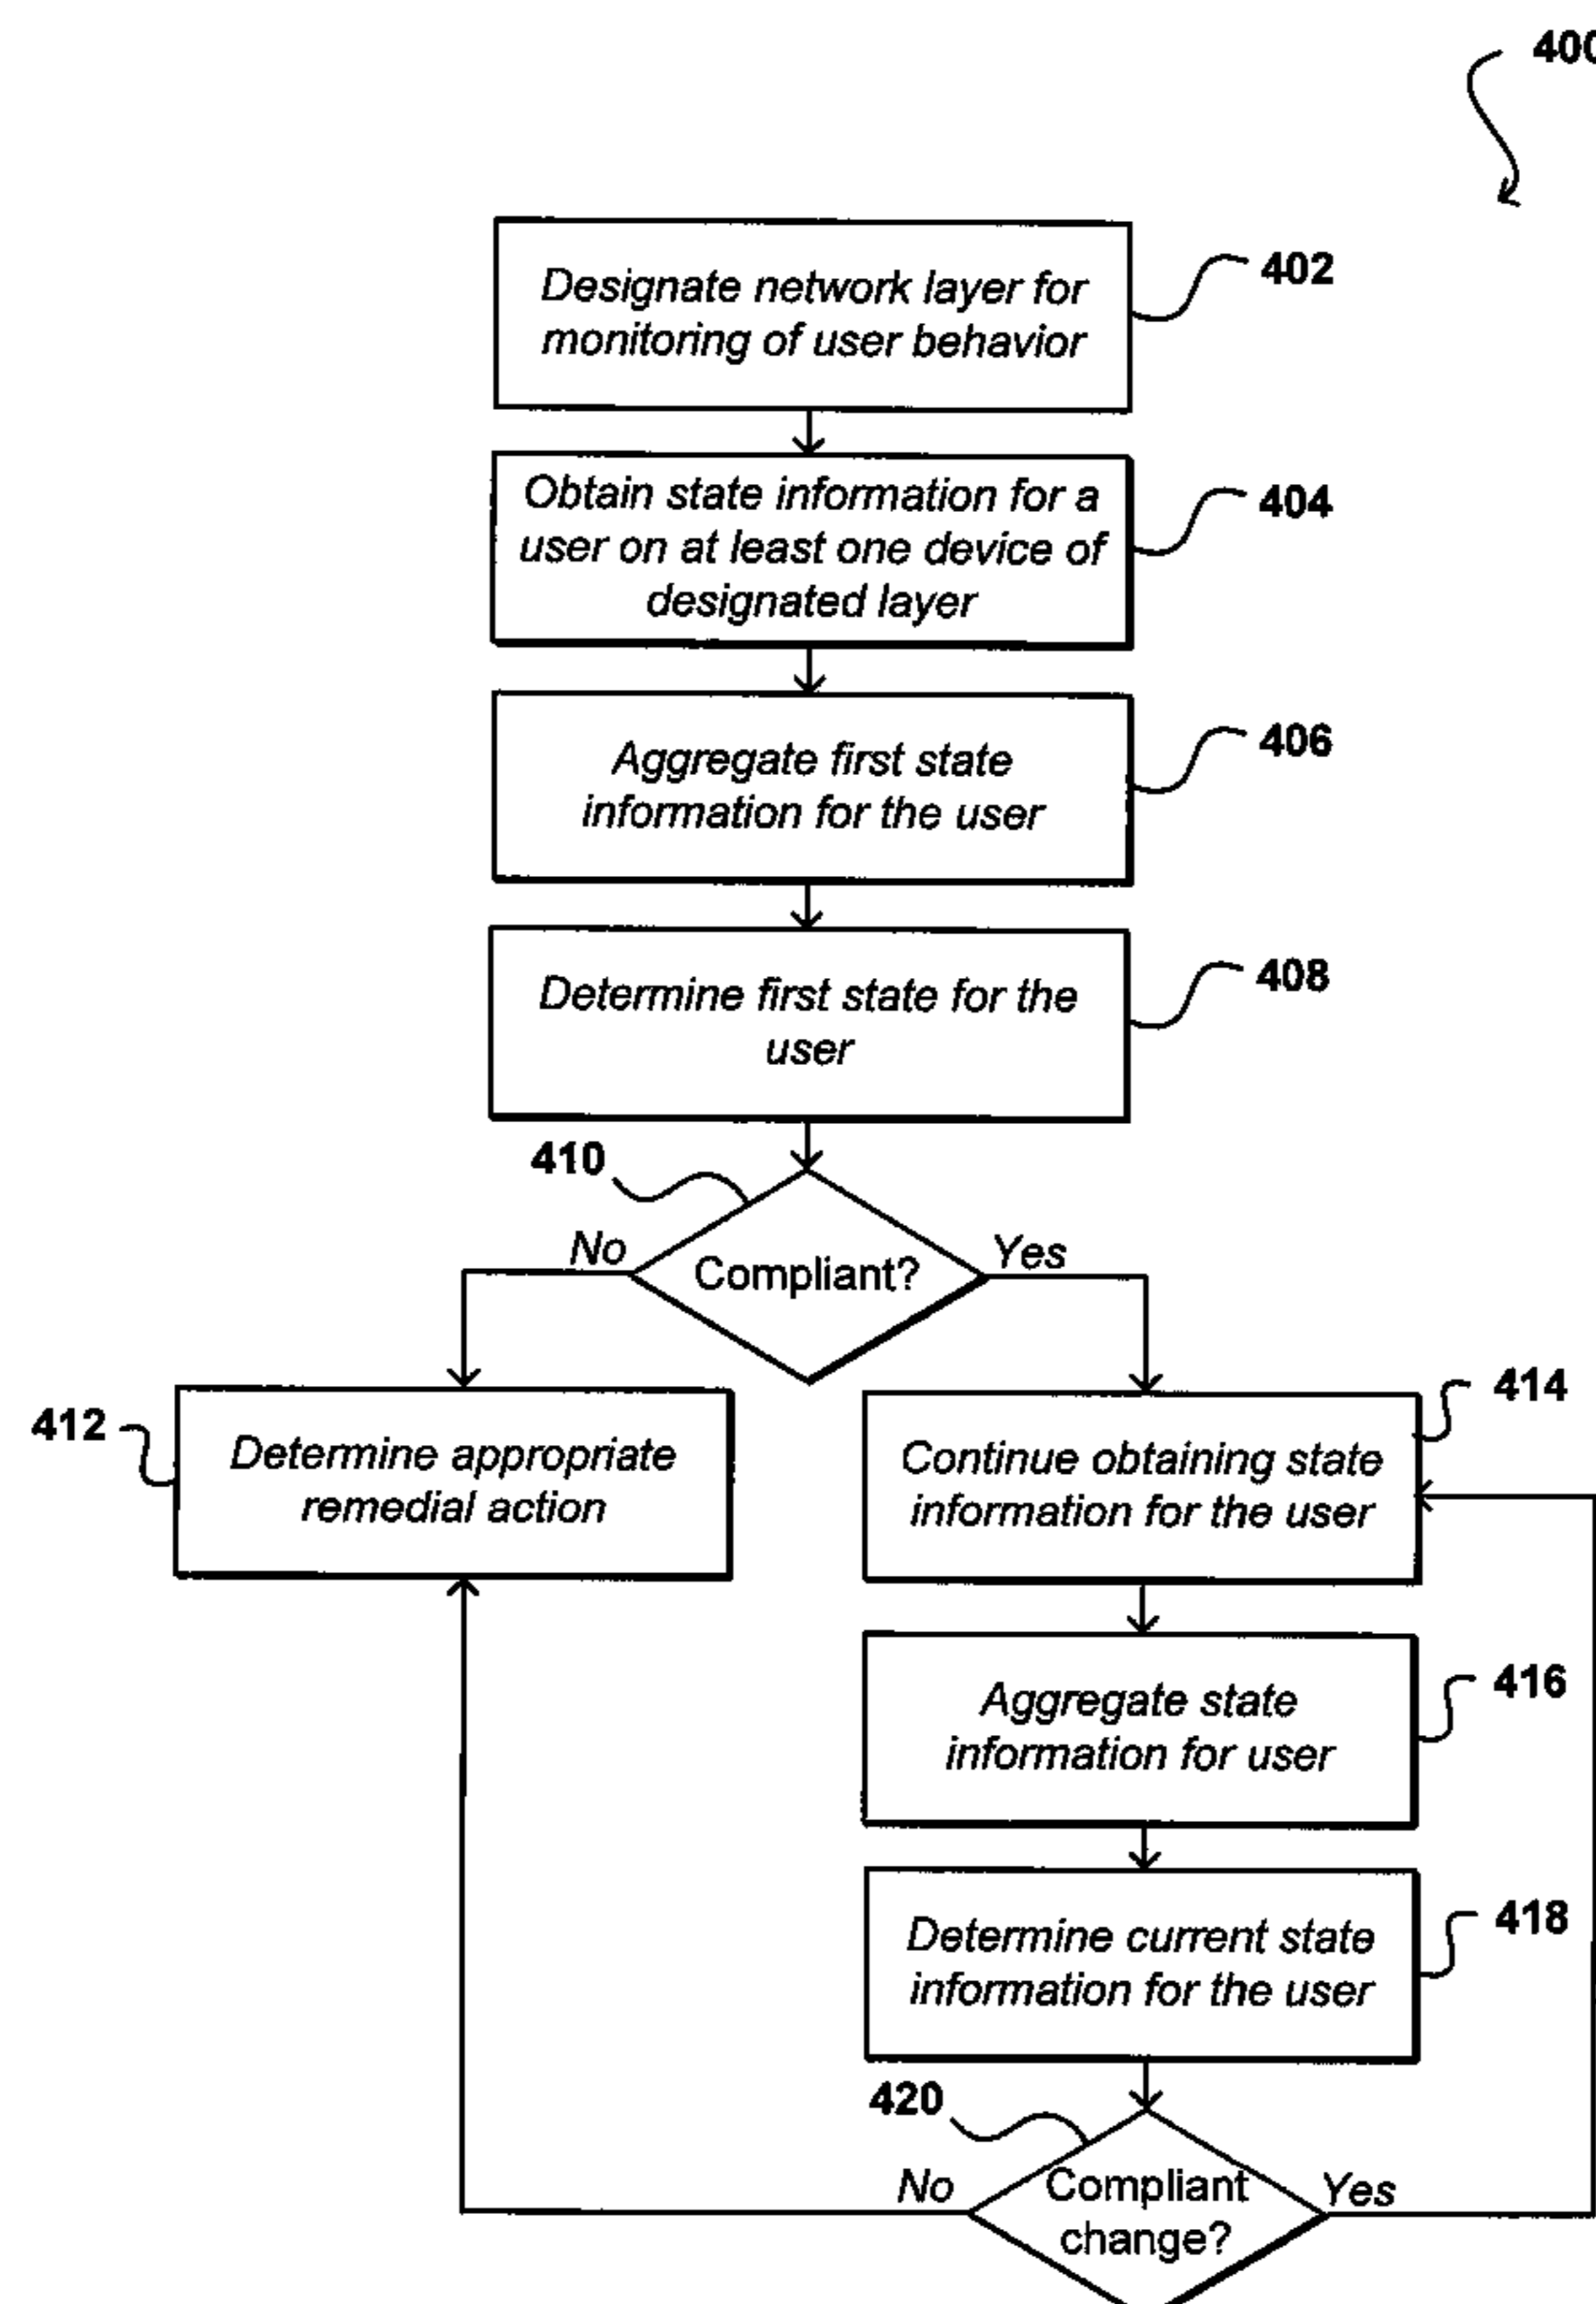 400
Designate network layer for
monitoring of user behavior
402
Obtain state information for a
user on at least one device of
designated layer
404
Aggregate first state
information for the user
406
Determine first state for the
user
408
410
No
Compliant?
Yes
412
Determine appropriate
remedial action
Continue obtaining state
information for the user
414
Aggregate state
information for user
416
Determine current state
information for the user
418
420
No
Compliant
change?
Yes